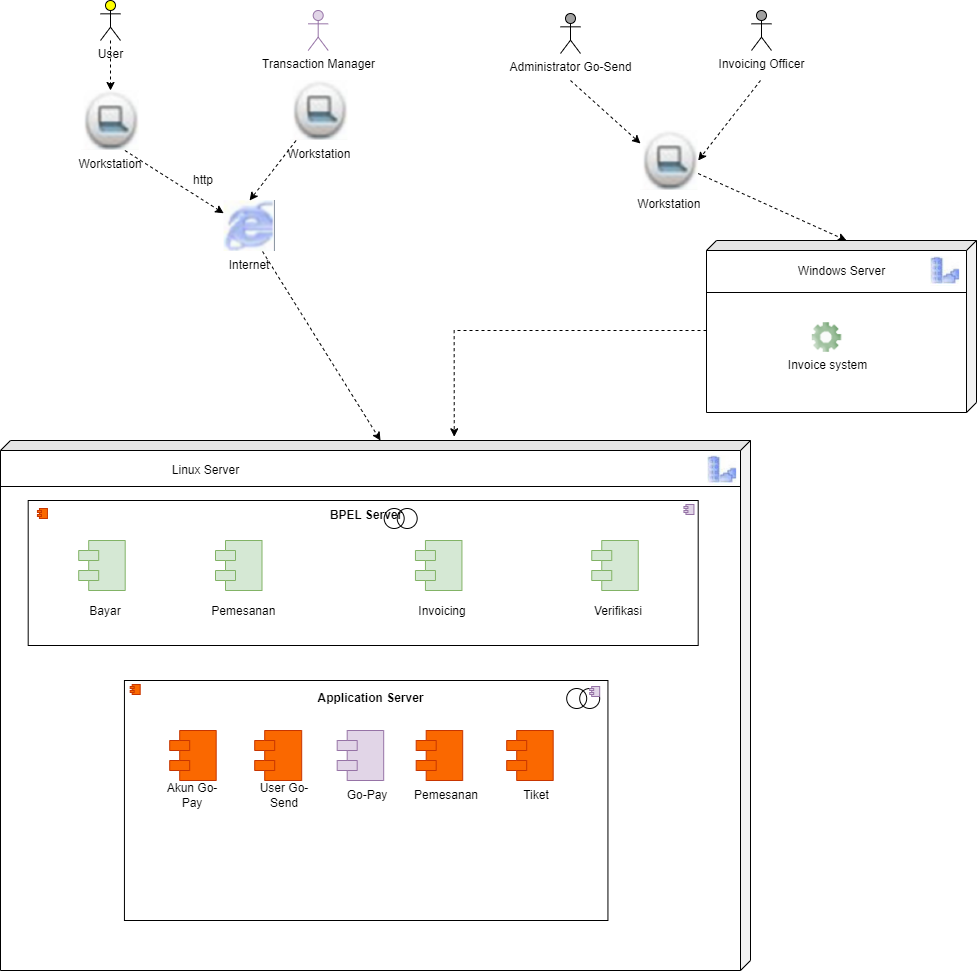 User
Transaction Manager
Administrator Go-Send
Invoicing Officer
Workstation
Workstation
http
Workstation
Internet
Windows Server
Invoice system
Linux Server
BPEL Server
Bayar
Pemesanan
Invoicing
Verifikasi
Application Server
Akun Go-
Pay
User Go-
Send
Go-Pay
Pemesanan
Tiket